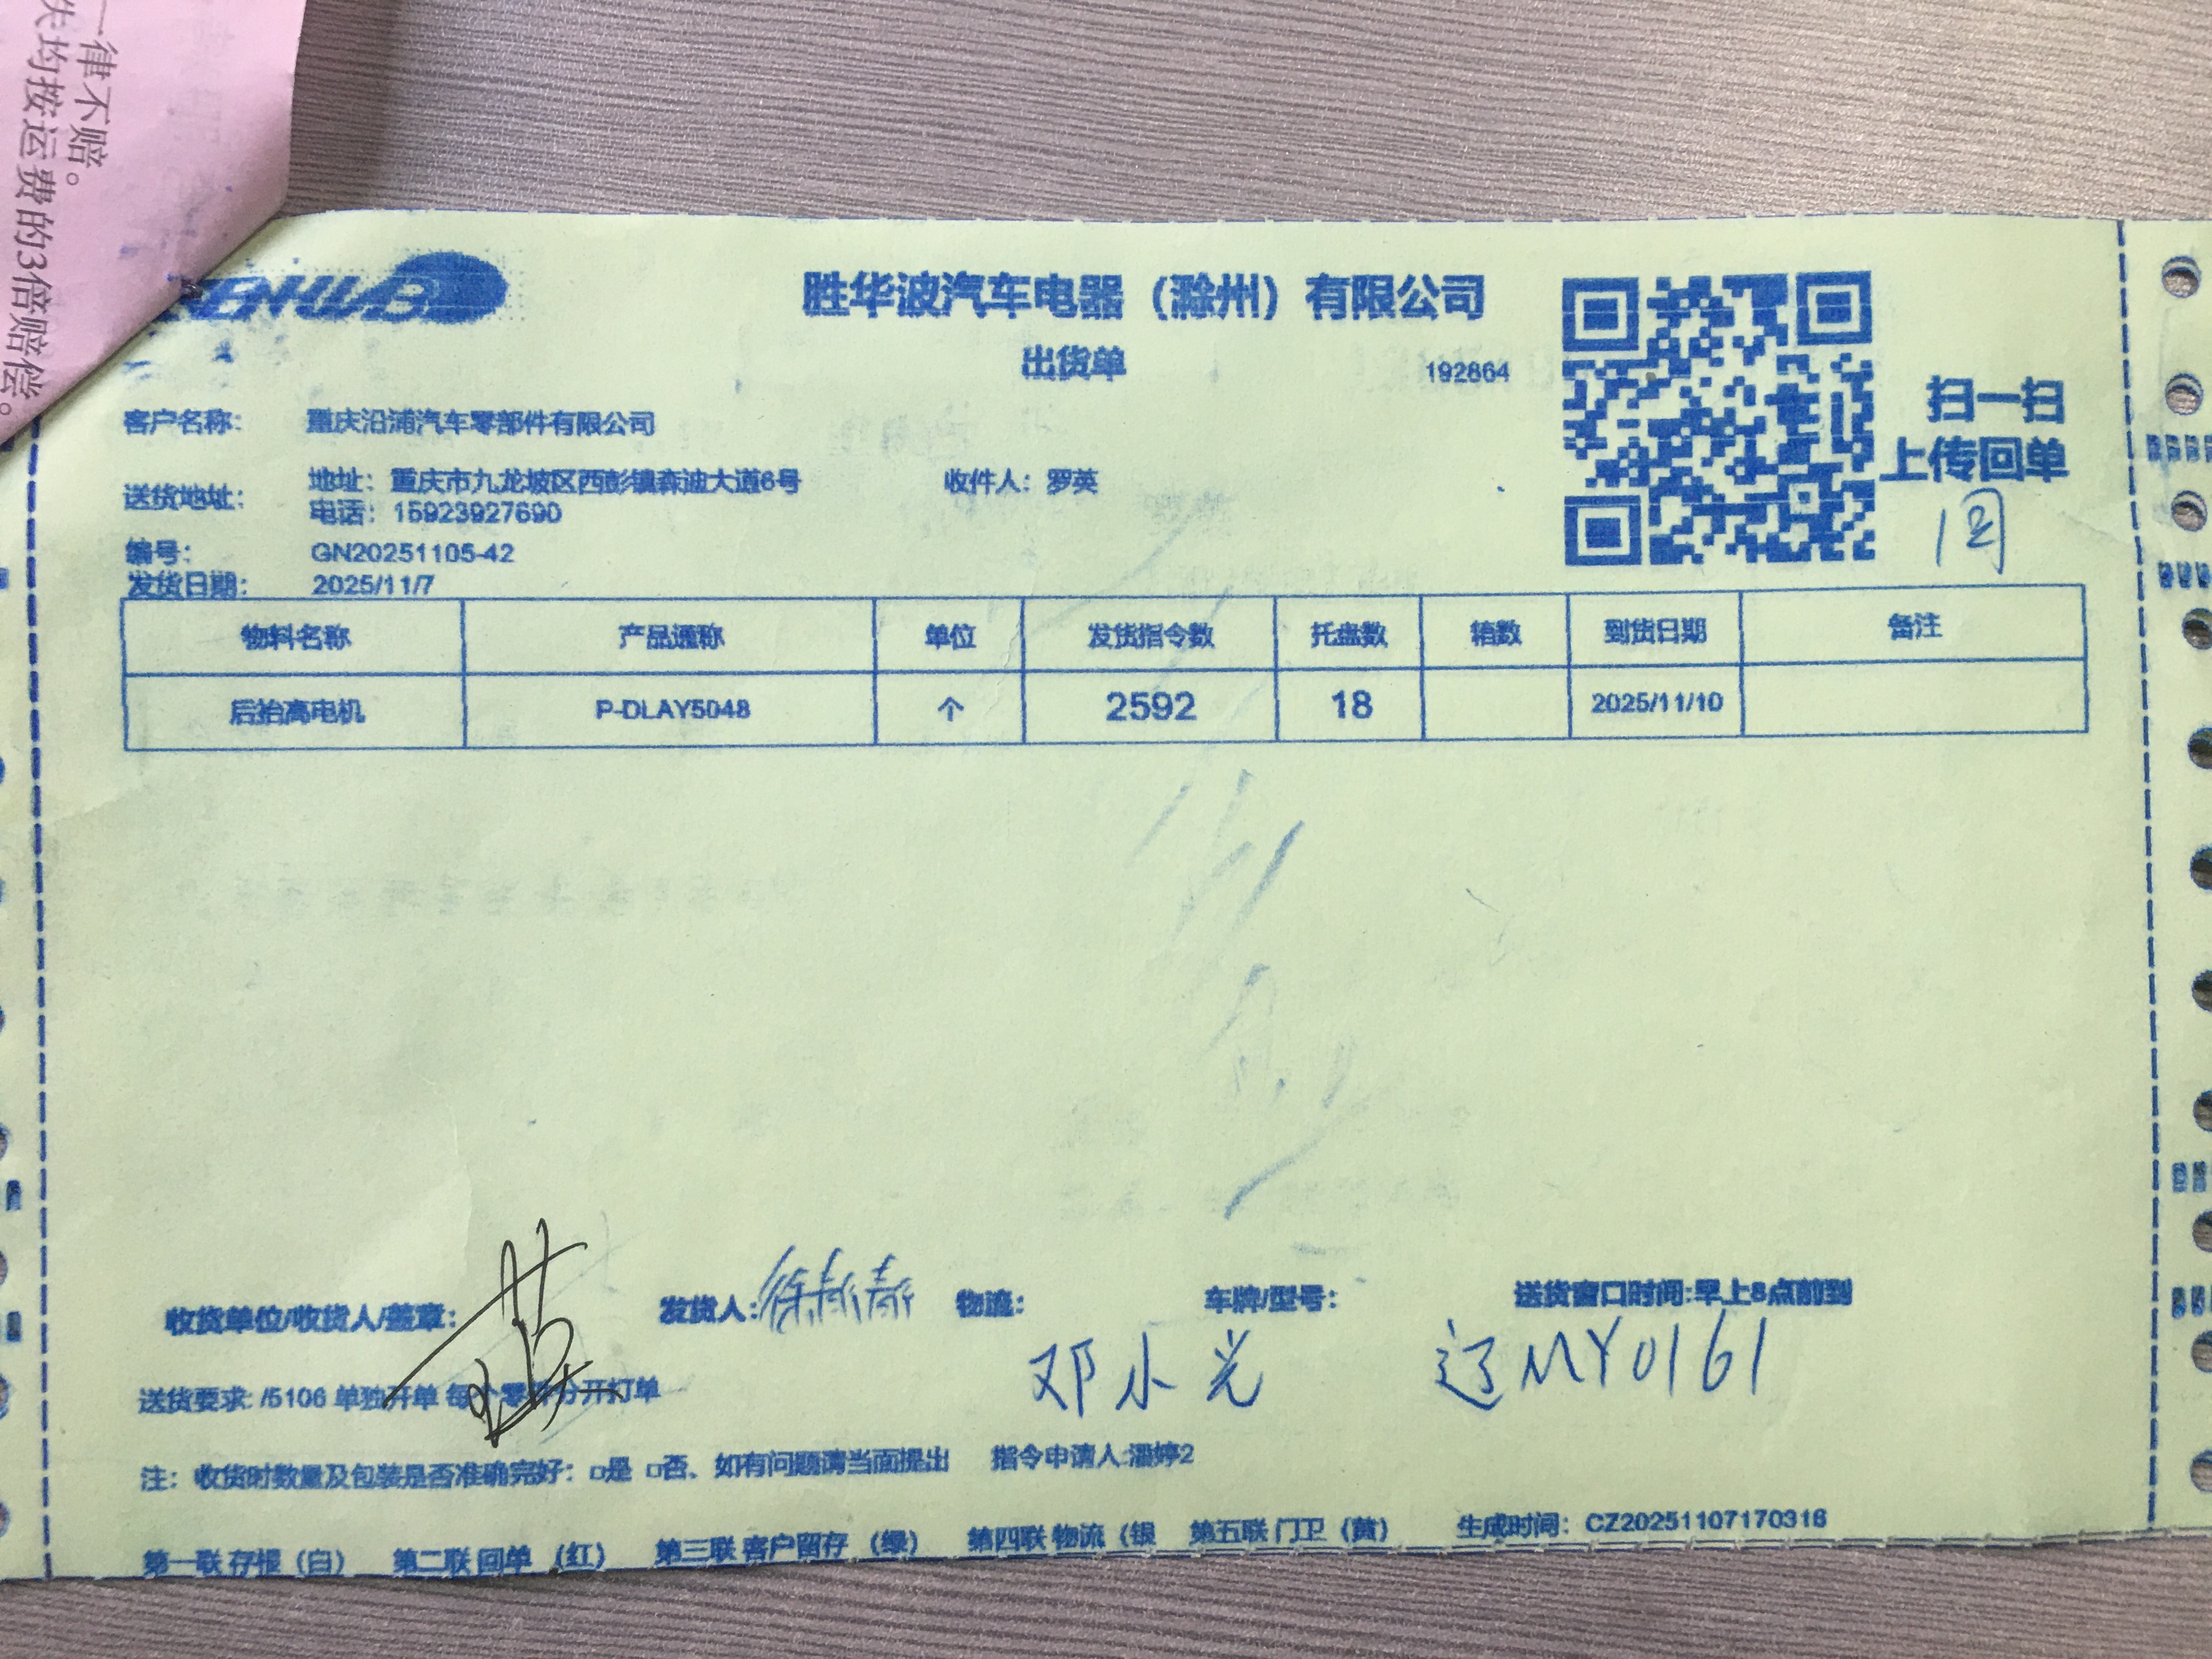 一律不赔。
失均按运费的3倍赔偿。
胜华波汽车电器（滁州）有限公司
出货单
192864
扫一扫
上传回单
客户名称： 重庆沿浦汽车零部件有限公司
送货地址： 地址：重庆市九龙坡区西彭镇森迪大道6号 收件人：罗英
电话：15923927690
编号： GN20251105-42
发货日期： 2025/11/7
物料名称 产品通称 单位 发货指令数 托盘数 箱数 到货日期 备注
后抬高电机 P-DLAY5048 个 2592 18 2025/11/10
收货单位/收货人/盖章： 发货人：徐静静 物流： 车牌/型号： 送货窗口时间:早上8点前到
邓小光 辽MY0161
送货要求: /5106 单独开单 每个零件分开打单
注：收货时数量及包装是否准确完好：□是 □否、如有问题请当面提出 指令申请人:潘婷2
第一联 存根（白） 第二联 回单 （红） 第三联 客户留存 （绿） 第四联 物流（银 第五联 门卫（黄） 生成时间：CZ20251107170316